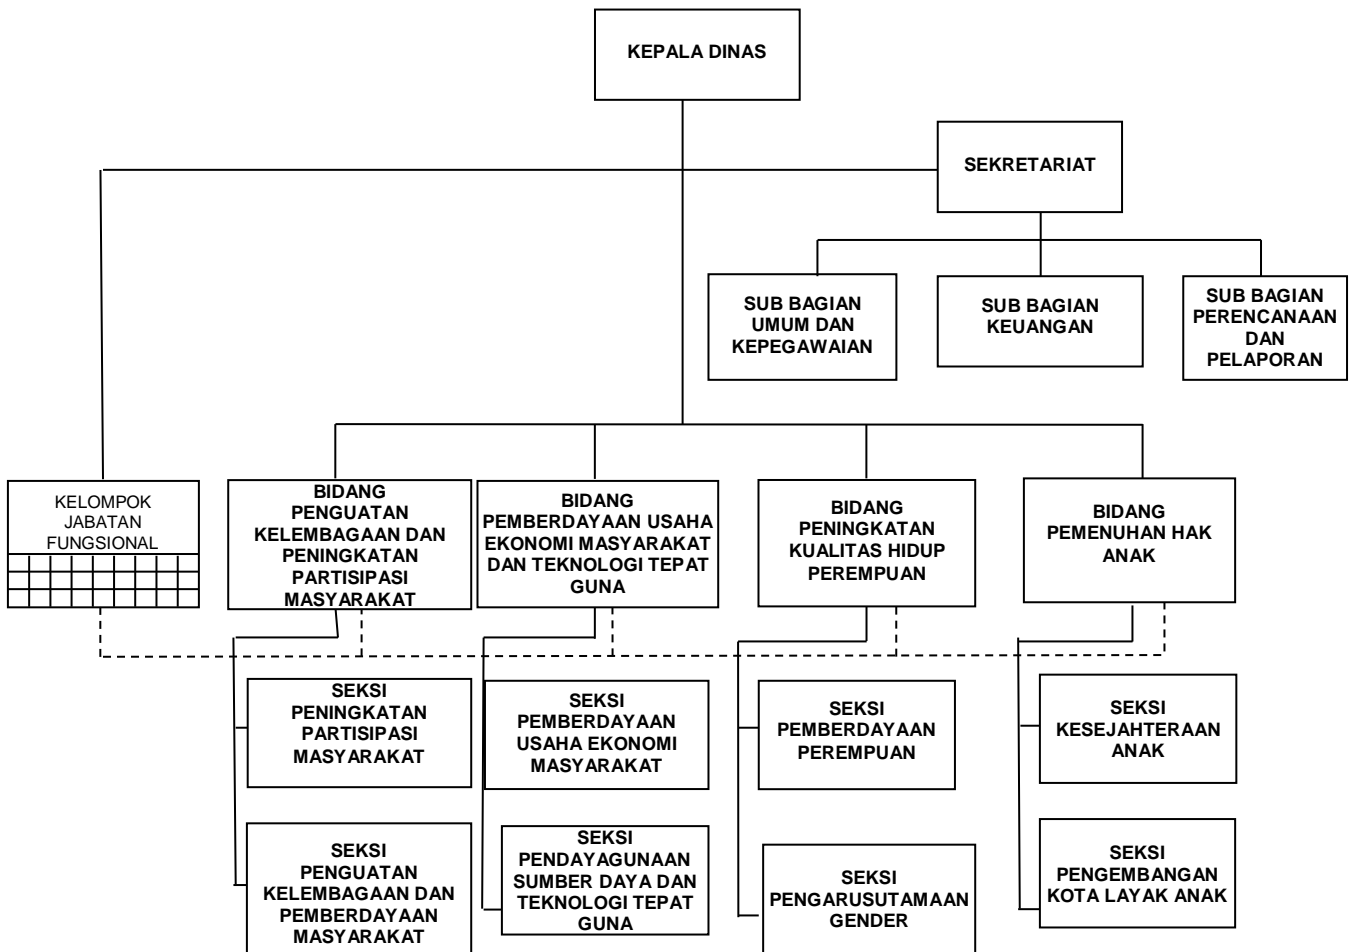 KEPALA DINAS
SEKRETARIAT
SUB BAGIAN
UMUM DAN
KEPEGAWAIAN
SUB BAGIAN
KEUANGAN
SUB BAGIAN
PERENCANAAN
DAN
PELAPORAN
KELOMPOK
JABATAN
FUNGSIONAL
BIDANG
PENGUATAN
KELEMBAGAAN DAN
PENINGKATAN
PARTISIPASI
MASYARAKAT
BIDANG
PEMBERDAYAAN USAHA
EKONOMI MASYARAKAT
DAN TEKNOLOGI TEPAT
GUNA
BIDANG
PENINGKATAN
KUALITAS HIDUP
PEREMPUAN
BIDANG
PEMENUHAN HAK
ANAK
SEKSI
PENINGKATAN
PARTISIPASI
MASYARAKAT
SEKSI
PEMBERDAYAAN
USAHA EKONOMI
MASYARAKAT
SEKSI
PEMBERDAYAAN
PEREMPUAN
SEKSI
KESEJAHTERAAN
ANAK
SEKSI
PENGUATAN
KELEMBAGAAN DAN
PEMBERDAYAAN
MASYARAKAT
SEKSI
PENDAYAGUNAAN
SUMBER DAYA DAN
TEKNOLOGI TEPAT
GUNA
SEKSI
PENGARUSUTAMAAN
GENDER
SEKSI
PENGEMBANGAN
KOTA LAYAK ANAK